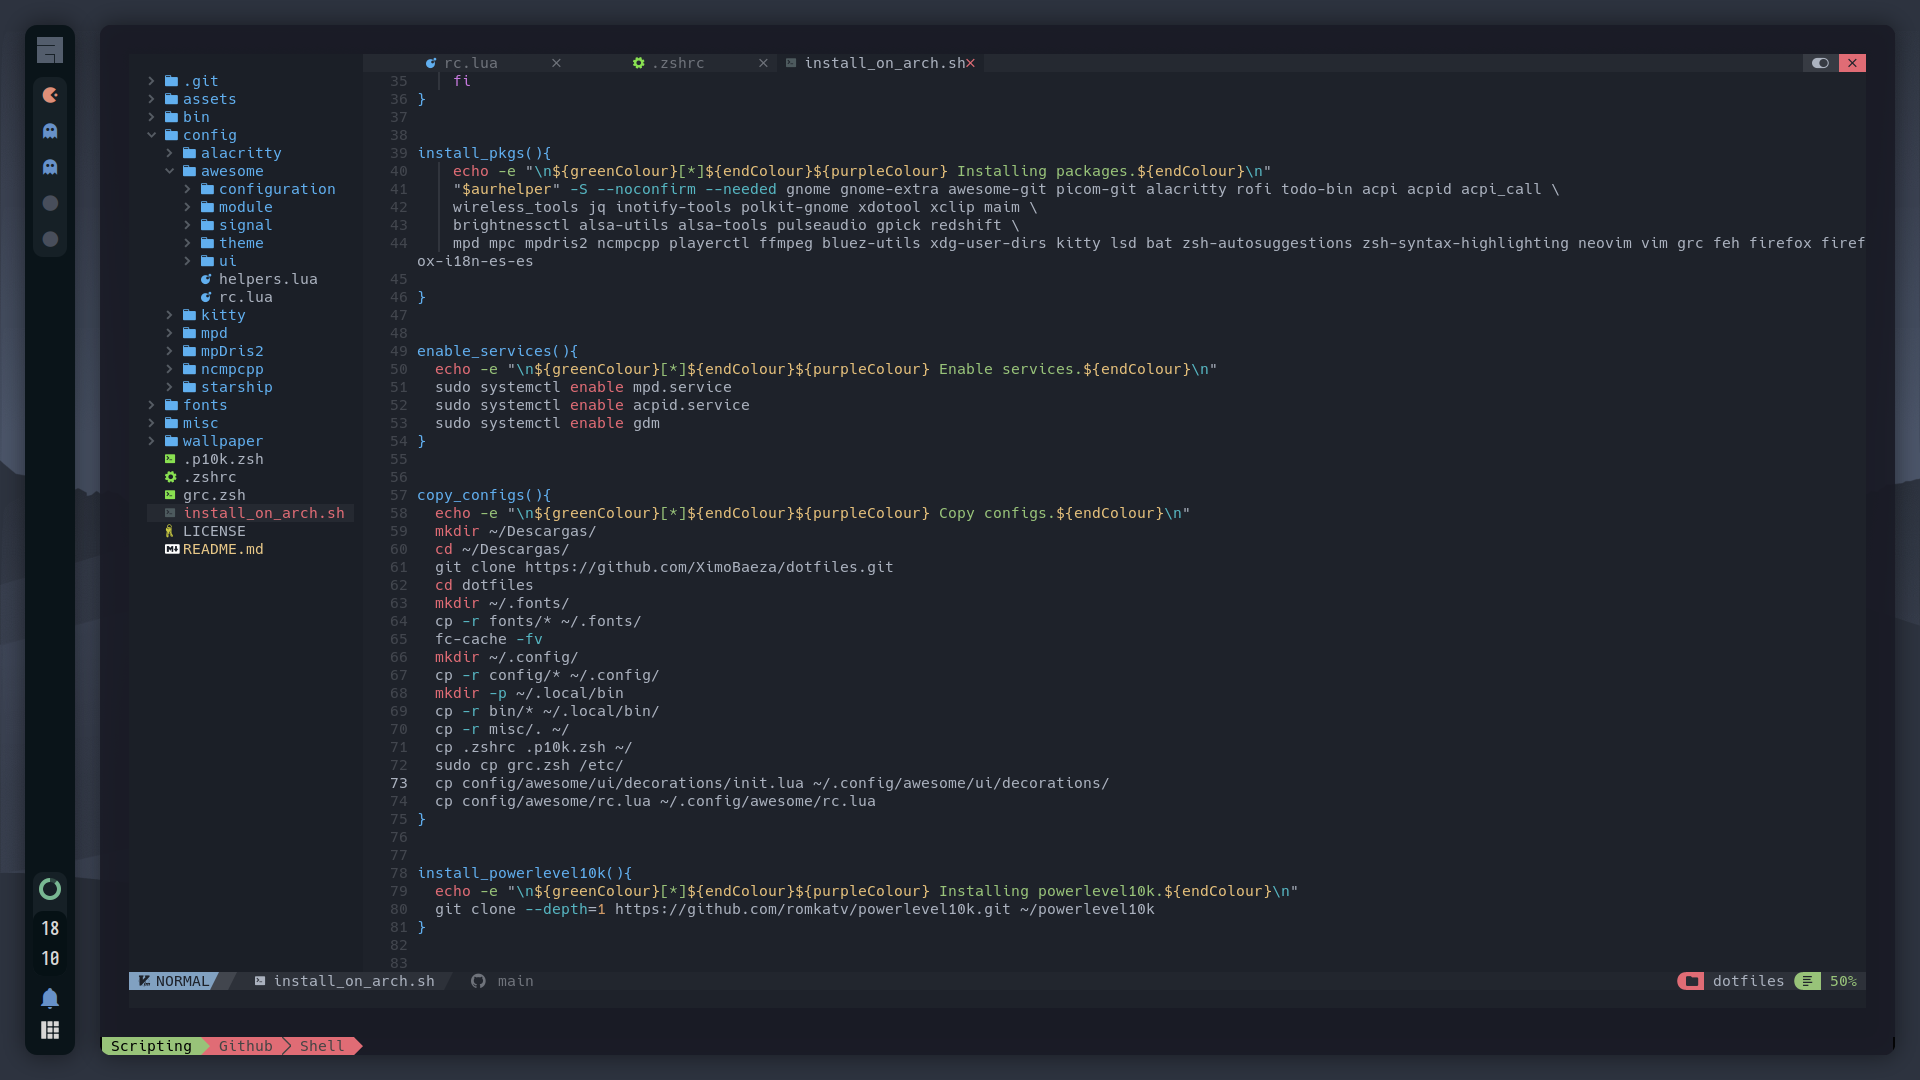 rc.lua
.zshrc
install_on_arch.sh
.git
assets
bin
config
alacritty
awesome
configuration
module
signal
theme
ui
helpers.lua
rc.lua
kitty
mpd
mpDris2
ncmpcpp
starship
fonts
misc
wallpaper
.p10k.zsh
.zshrc
grc.zsh
install_on_arch.sh
LICENSE
README.md
35     fi
36 }
37
38
39 install_pkgs(){
40     echo -e "\n${greenColour}[*]${endColour}${purpleColour} Installing packages.${endColour}\n"
41     "$aurhelper" -S --noconfirm --needed gnome gnome-extra awesome-git picom-git alacritty rofi todo-bin acpi acpid acpi_call \
42     wireless_tools jq inotify-tools polkit-gnome xdotool xclip maim \
43     brightnessctl alsa-utils alsa-tools pulseaudio gpick redshift \
44     mpd mpc mpdris2 ncmpcpp playerctl ffmpeg bluez-utils xdg-user-dirs kitty lsd bat zsh-autosuggestions zsh-syntax-highlighting neovim vim grc feh firefox firef
ox-i18n-es-es
45
46 }
47
48
49 enable_services(){
50   echo -e "\n${greenColour}[*]${endColour}${purpleColour} Enable services.${endColour}\n"
51   sudo systemctl enable mpd.service
52   sudo systemctl enable acpid.service
53   sudo systemctl enable gdm
54 }
55
56
57 copy_configs(){
58   echo -e "\n${greenColour}[*]${endColour}${purpleColour} Copy configs.${endColour}\n"
59   mkdir ~/Descargas/
60   cd ~/Descargas/
61   git clone https://github.com/XimoBaeza/dotfiles.git
62   cd dotfiles
63   mkdir ~/.fonts/
64   cp -r fonts/* ~/.fonts/
65   fc-cache -fv
66   mkdir ~/.config/
67   cp -r config/* ~/.config/
68   mkdir -p ~/.local/bin
69   cp -r bin/* ~/.local/bin/
70   cp -r misc/. ~/
71   cp .zshrc .p10k.zsh ~/
72   sudo cp grc.zsh /etc/
73   cp config/awesome/ui/decorations/init.lua ~/.config/awesome/ui/decorations/
74   cp config/awesome/rc.lua ~/.config/awesome/rc.lua
75 }
76
77
78 install_powerlevel10k(){
79   echo -e "\n${greenColour}[*]${endColour}${purpleColour} Installing powerlevel10k.${endColour}\n"
80   git clone --depth=1 https://github.com/romkatv/powerlevel10k.git ~/powerlevel10k
81 }
82
83
NORMAL install_on_arch.sh main dotfiles 50%
18
10
Scripting Github Shell